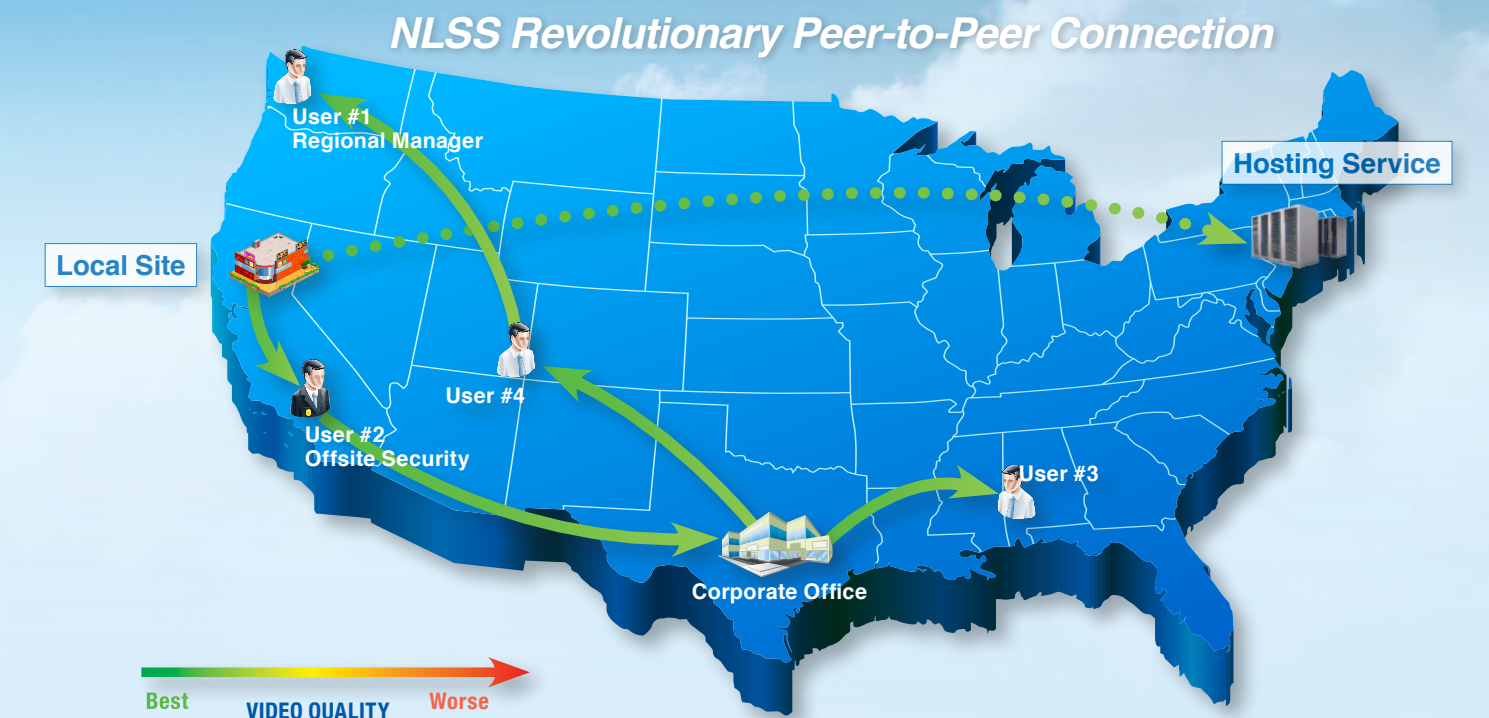 NLSS Revolutionary Peer-to-Peer Connection
User #1
Regional Manager
Hosting Service
Local Site
User #4
User #2
Offsite Security
User #3
Corporate Office
Best
VIDEO QUALITY
Worse